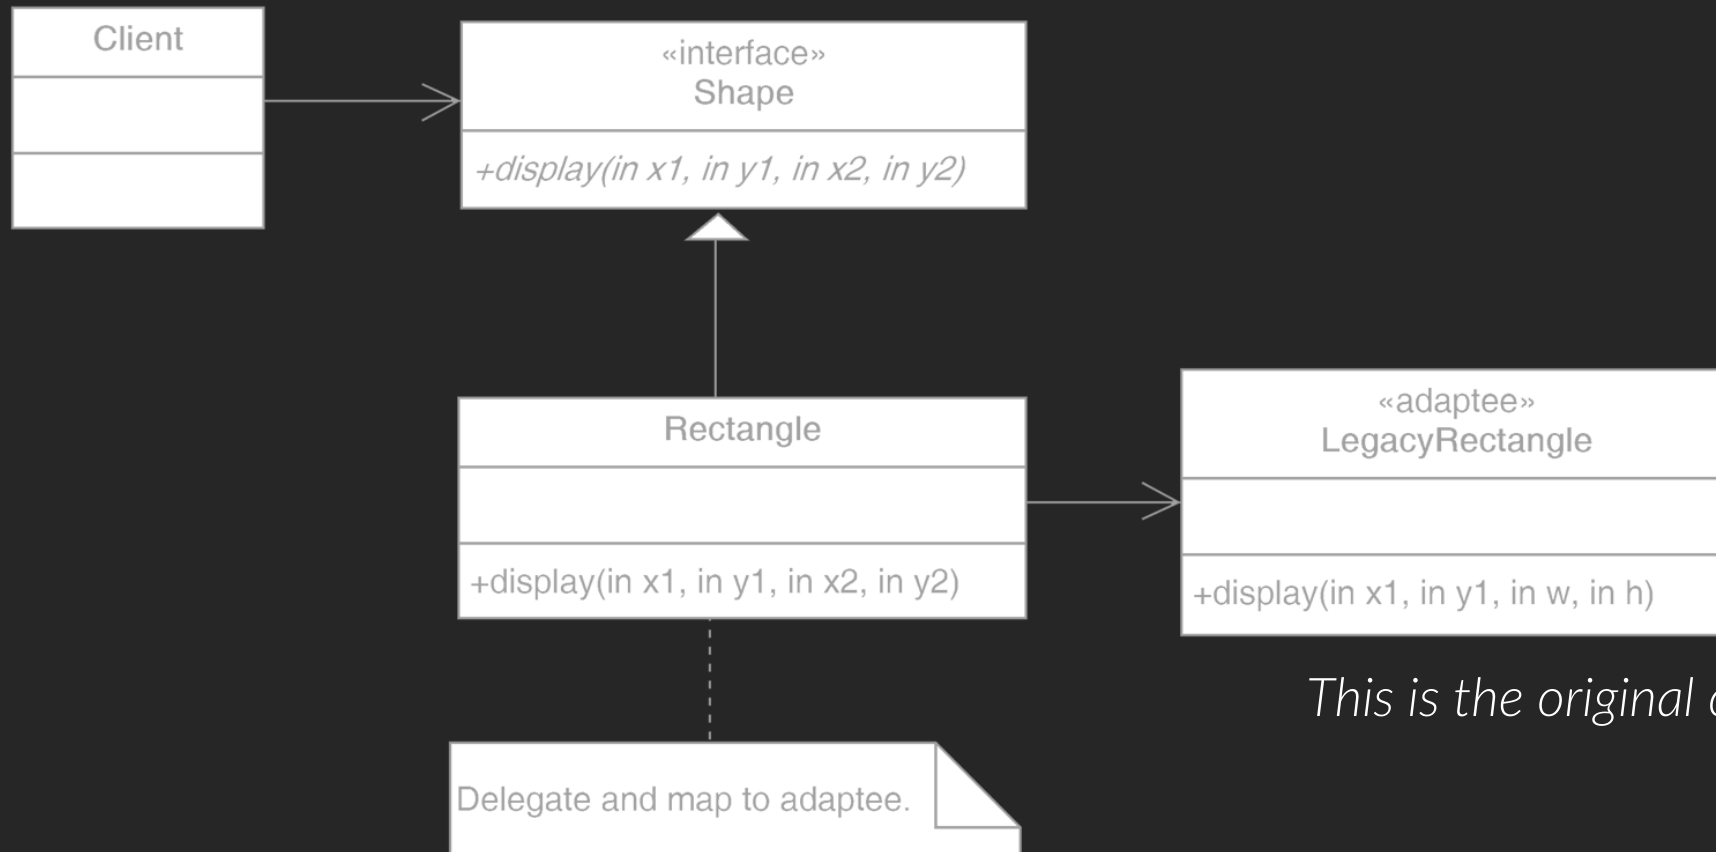 Client
«interface»
Shape
+display(in x1, in y1, in x2, in y2)
Rectangle
+display(in x1, in y1, in x2, in y2)
«adaptee»
LegacyRectangle
+display(in x1, in y1, in w, in h)
This is the original
Delegate and map to adaptee.